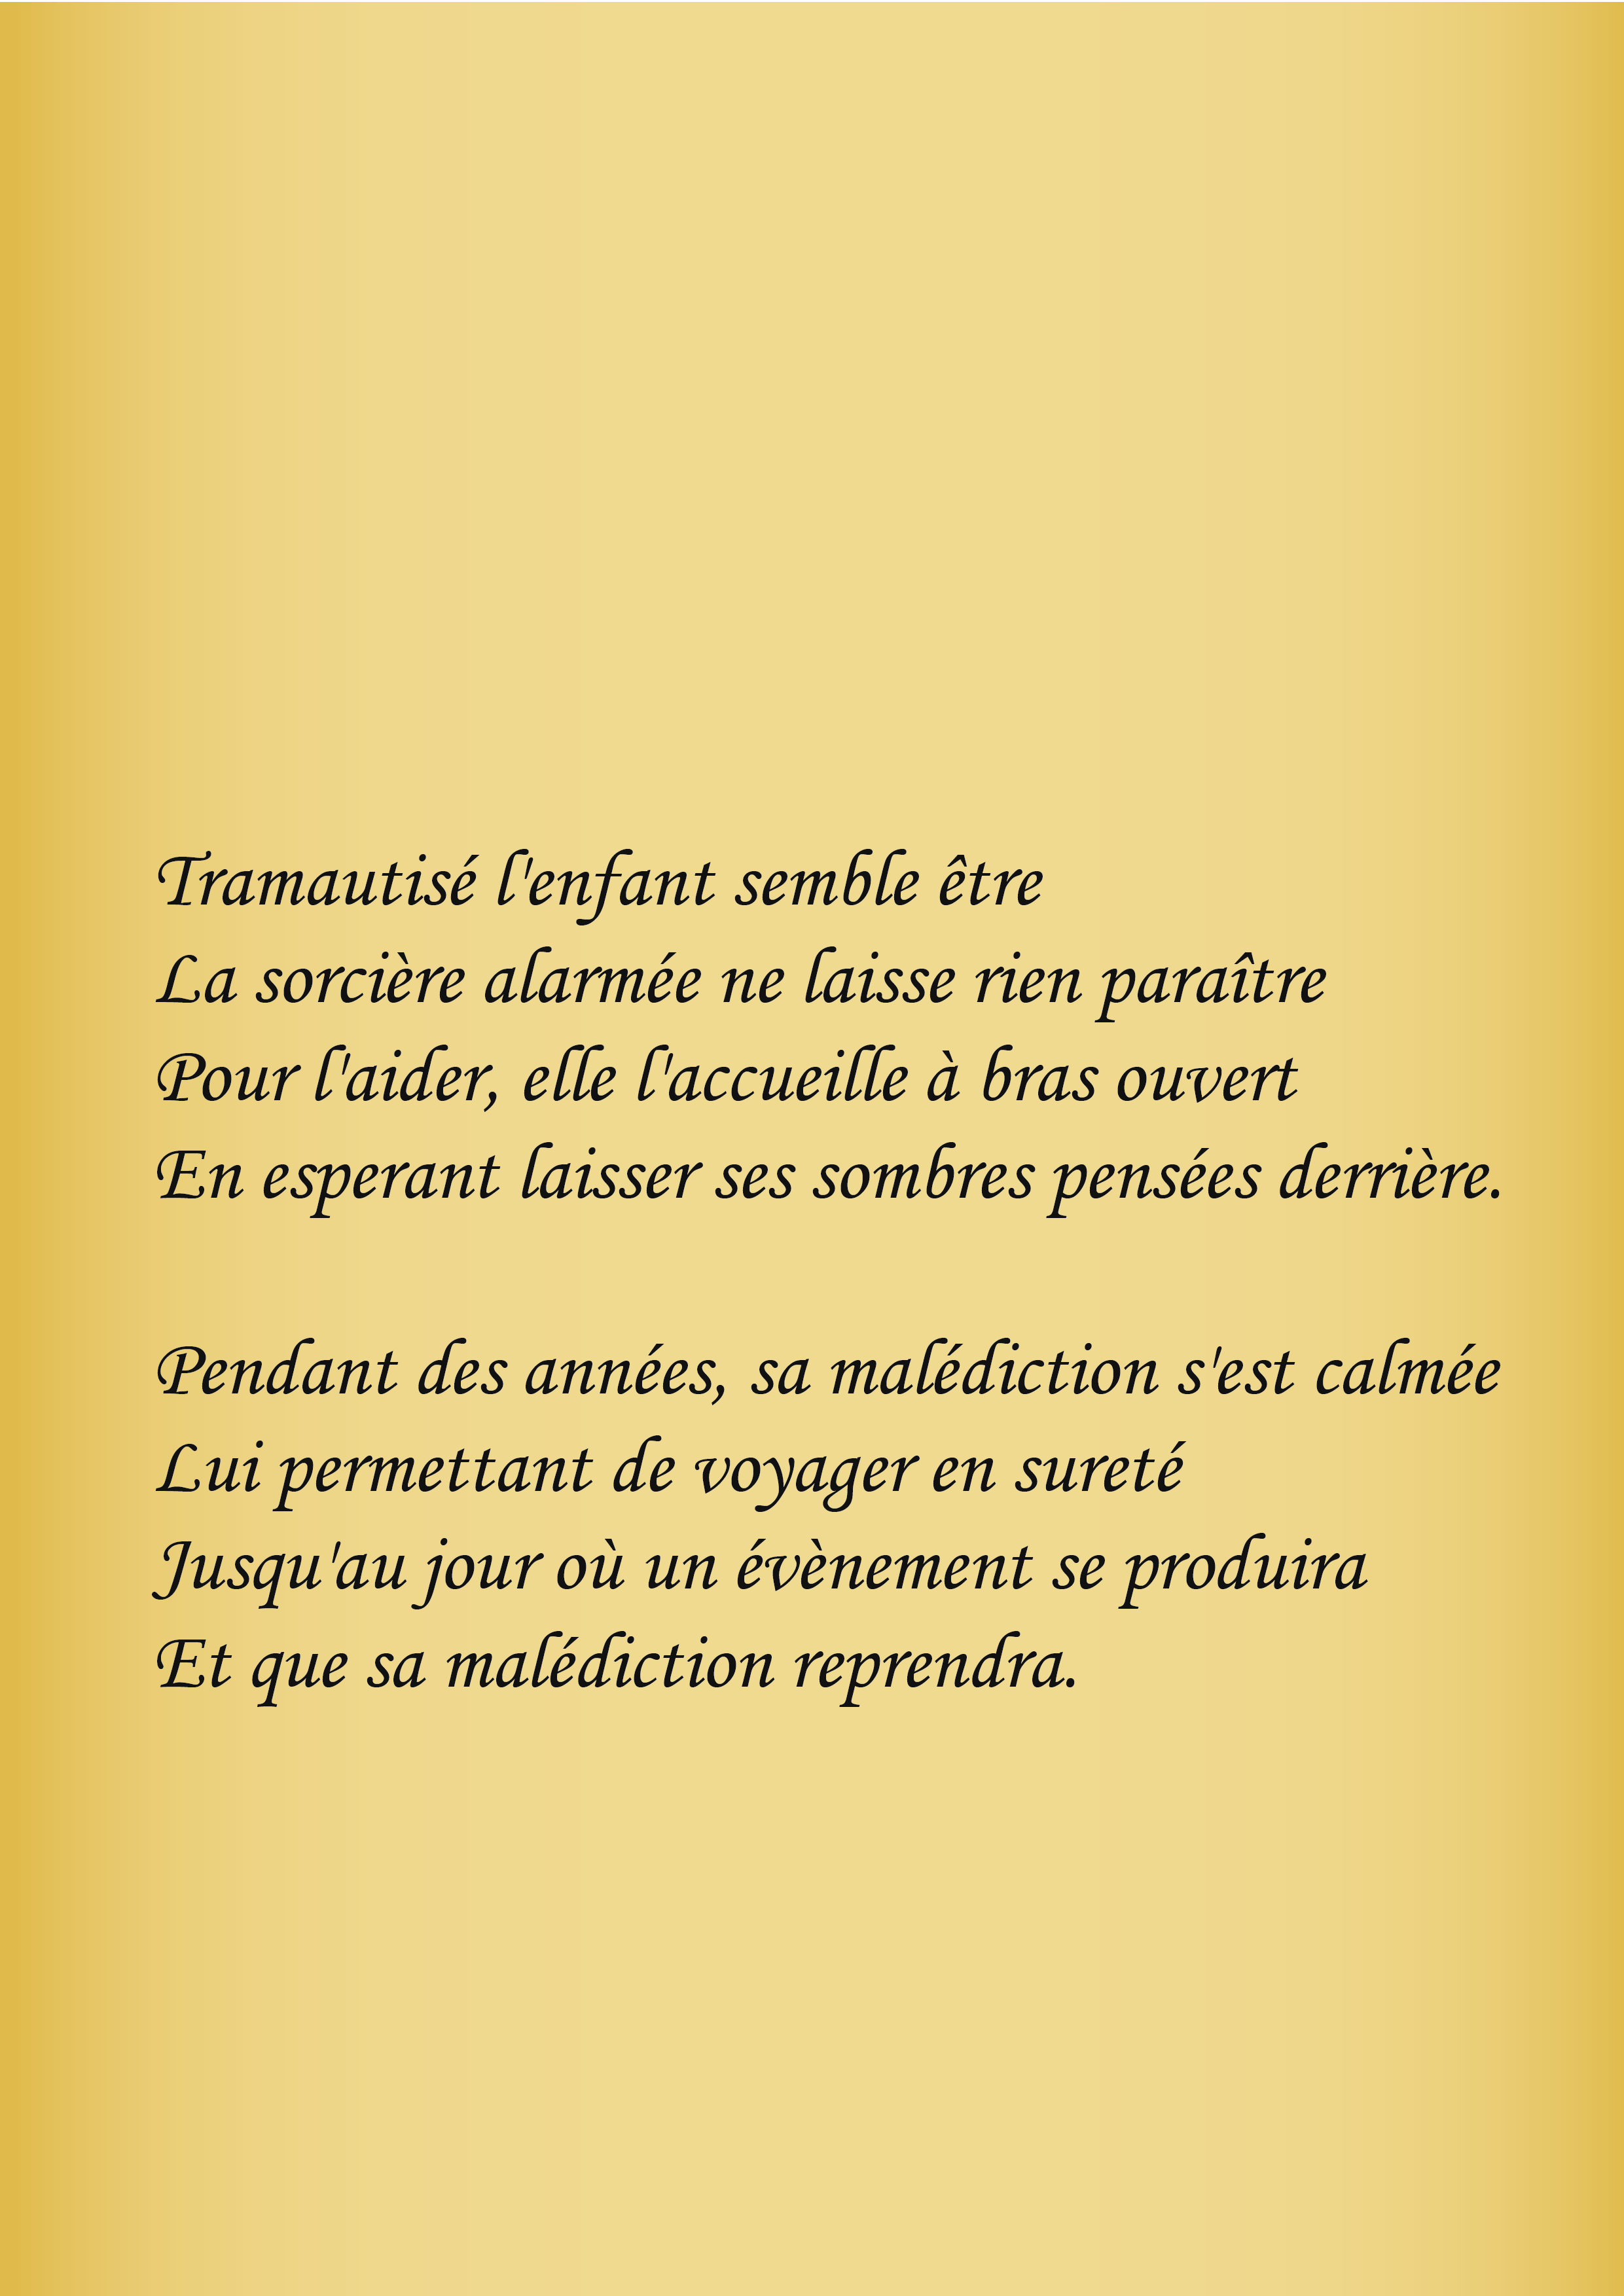 Tramautisé l'enfant semble être
La sorcière alarmée ne laisse rien paraître
Pour l'aider, elle l'accueille à bras ouvert
En esperant laisser ses sombres pensées derrière.

Pendant des années, sa malédiction s'est calmée
Lui permettant de voyager en sureté
Jusqu'au jour où un évènement se produira
Et que sa malédiction reprendra.